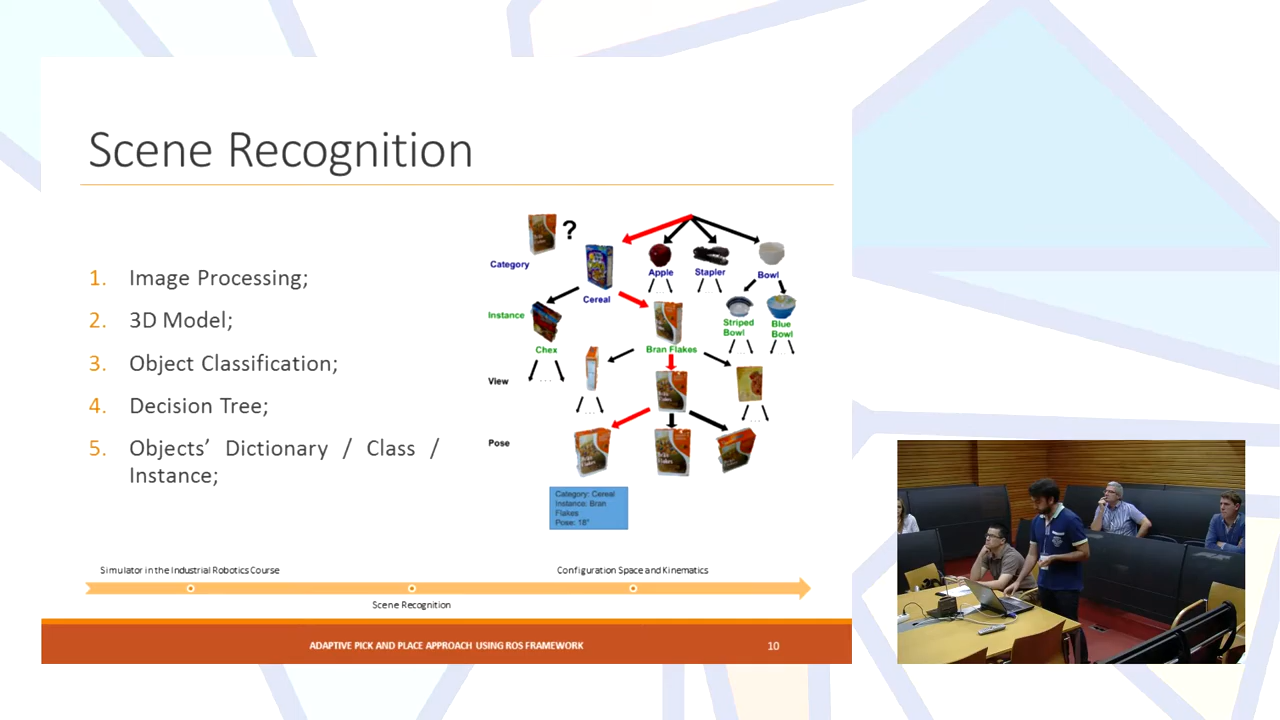 Scene Recognition
1. Image Processing;
2. 3D Model;
3. Object Classification;
4. Decision Tree;
5. Objects’ Dictionary / Class /
Instance;
?
Category
Cereal
Apple
Stapler
Bowl
Instance
Chex
Bran Flakes
Striped
Bowl
Blue
Bowl
View
Pose
Category: Cereal
Instance: Bran
Flakes
Pose: 18°
Simulator in the Industrial Robotics Course
Configuration Space and Kinematics
Scene Recognition
ADAPTIVE PICK AND PLACE APPROACH USING ROS FRAMEWORK
10